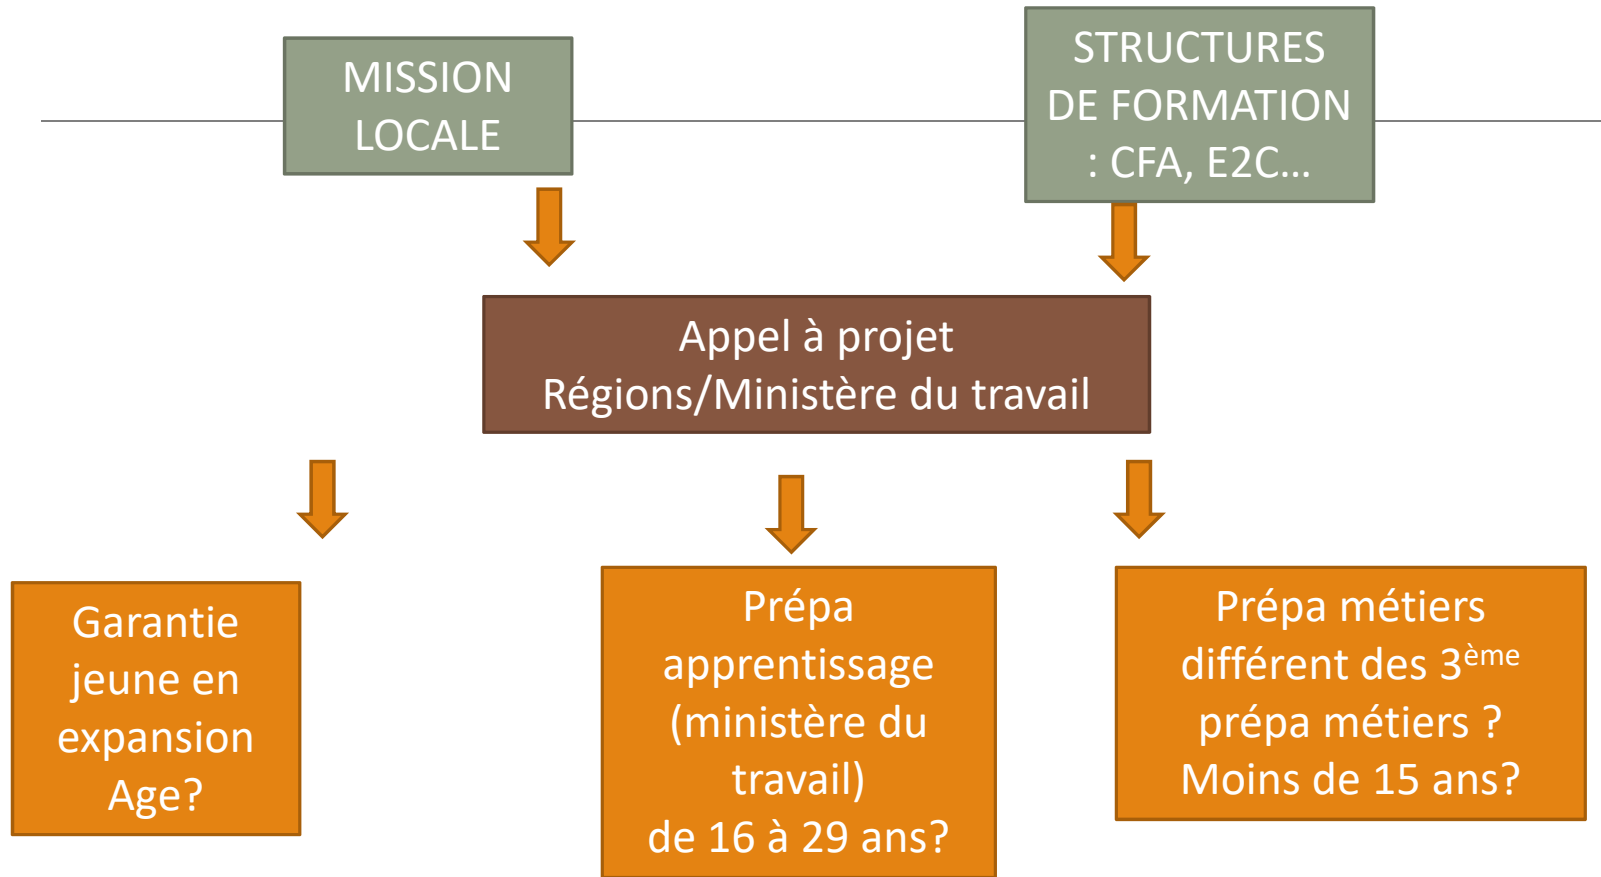 MISSION
LOCALE
STRUCTURES
DE FORMATION
: CFA, E2C…
Appel à projet
Régions/Ministère du travail
Garantie
jeune en
expansion
Age?
Prépa
apprentissage
(ministère du
travail)
de 16 à 29 ans?
Prépa métiers
différent des 3ème
prépa métiers ?
Moins de 15 ans?